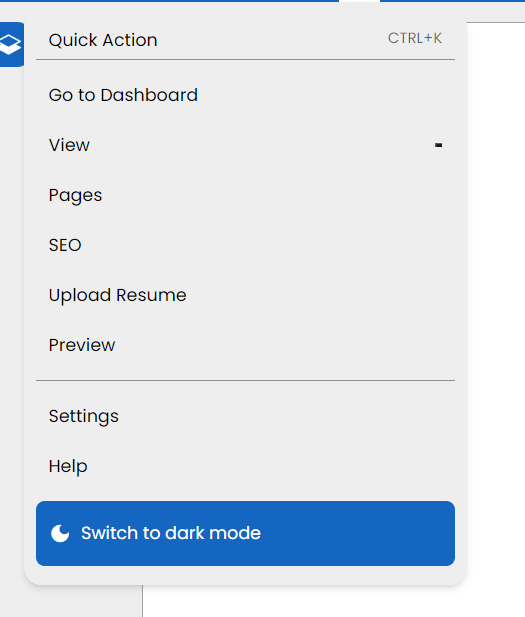 Quick Action CTRL+K
Go to Dashboard
View
Pages
SEO
Upload Resume
Preview
Settings
Help
Switch to dark mode